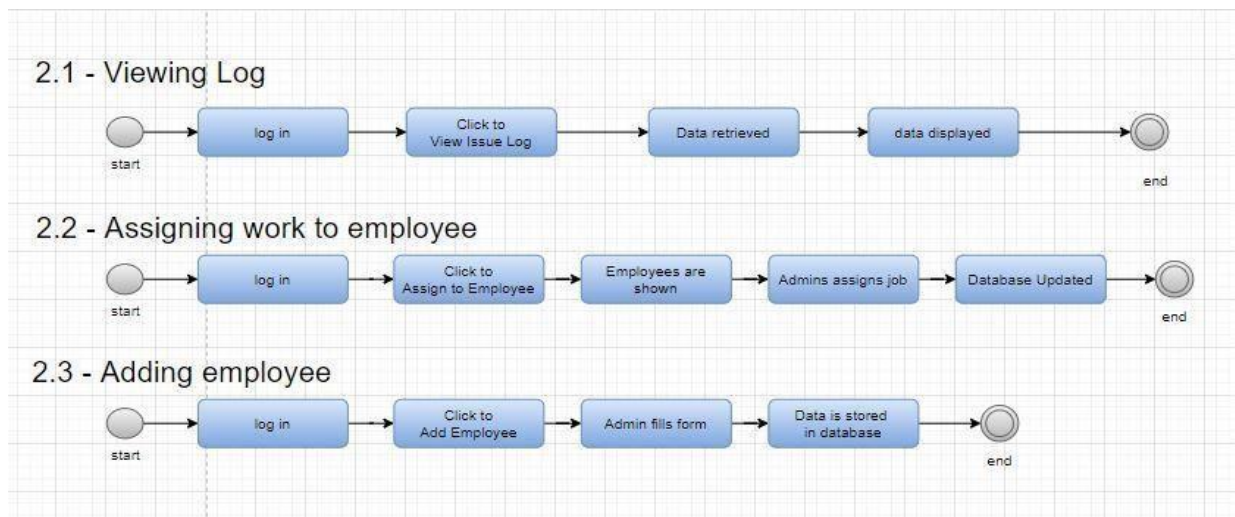 2.1 - Viewing Log
log in
Click to
View Issue Log
Data retrieved
data displayed
start
end
2.2 - Assigning work to employee
log in
Click to
Assign to Employee
Employees are
shown
Admins assigns job
Database Updated
start
end
2.3 - Adding employee
log in
Click to
Add Employee
Admin fills form
Data is stored
in database
start
end